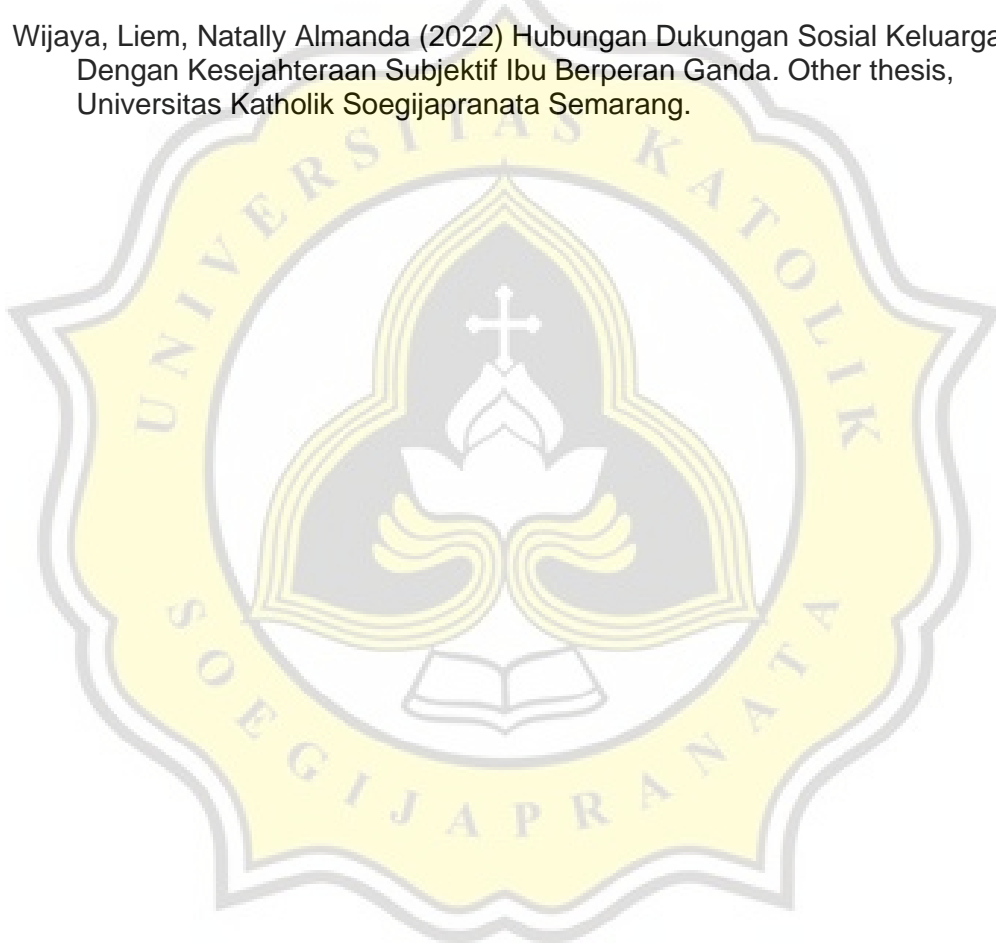 Wijaya, Liem, Natally Almanda (2022) Hubungan Dukungan Sosial Keluarga
Dengan Kesejahteraan Subjektif Ibu Berperan Ganda. Other thesis,
Universitas Katholik Soegijapranata Semarang.
UNIVERSITAS KATOLIK
SOEGIJAPRANATA